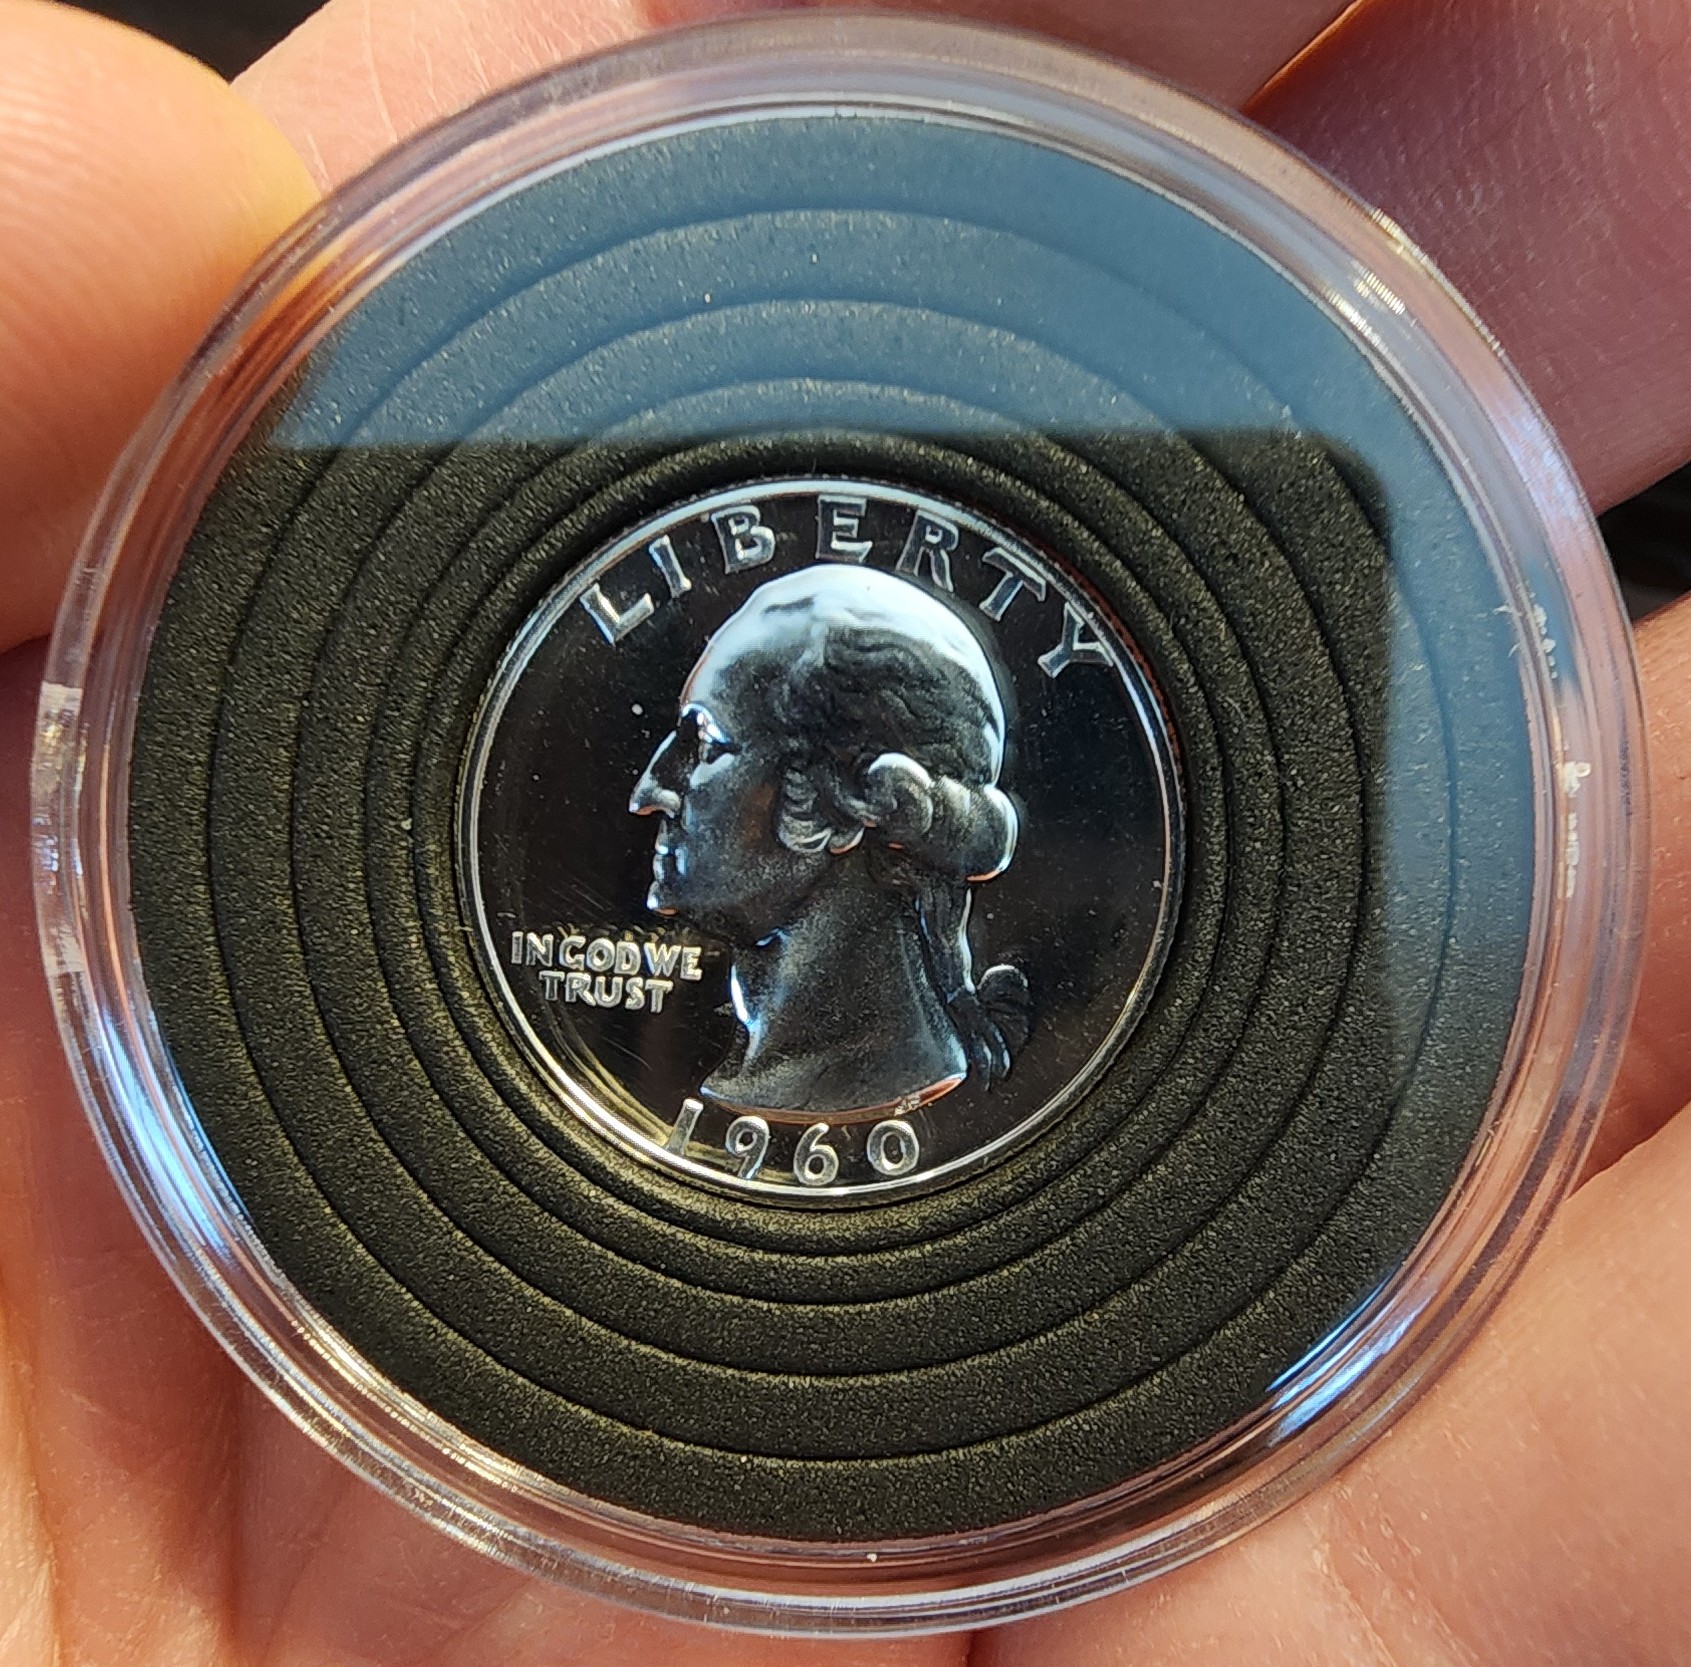 LIBERTY
IN GOD WE
TRUST
1960